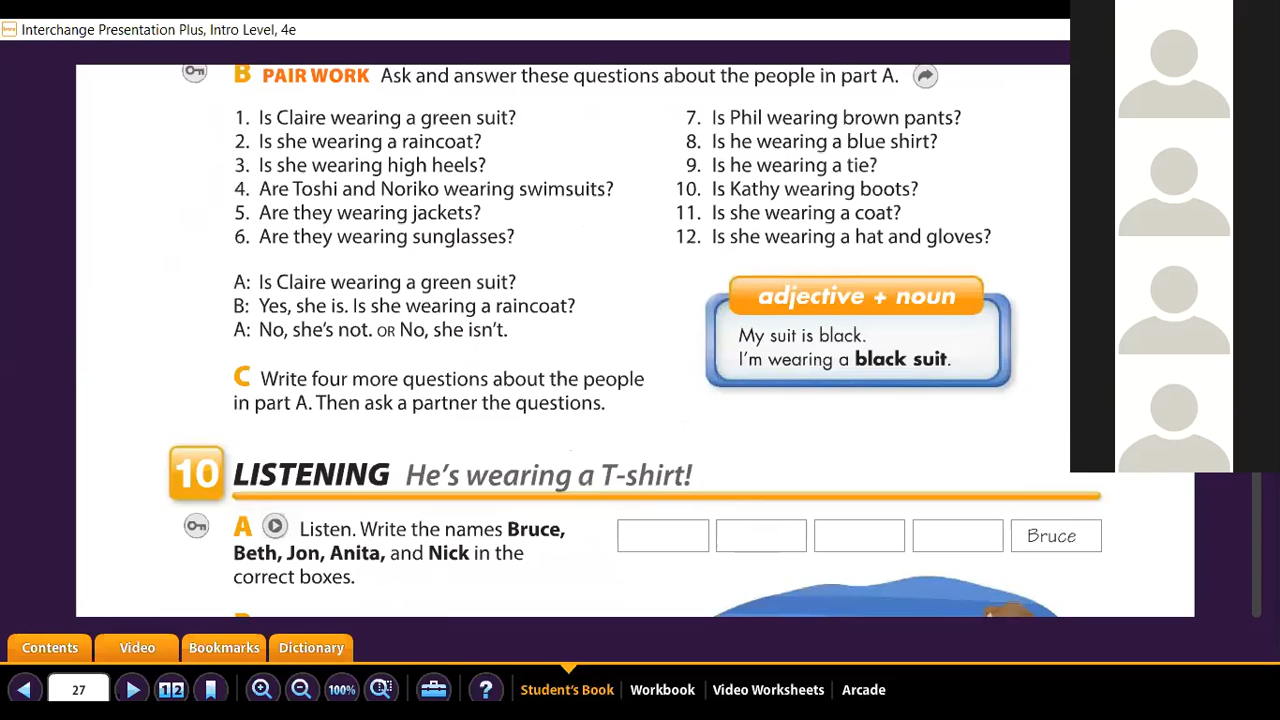 Interchange Presentation Plus, Intro Level, 4e
B PAIR WORK Ask and answer these questions about the people in part A.
1. Is Claire wearing a green suit?
2. Is she wearing a raincoat?
3. Is she wearing high heels?
4. Are Toshi and Noriko wearing swimsuits?
5. Are they wearing jackets?
6. Are they wearing sunglasses?
7. Is Phil wearing brown pants?
8. Is he wearing a blue shirt?
9. Is he wearing a tie?
10. Is Kathy wearing boots?
11. Is she wearing a coat?
12. Is she wearing a hat and gloves?
A: Is Claire wearing a green suit?
B: Yes, she is. Is she wearing a raincoat?
A: No, she's not. OR No, she isn't.
adjective + noun
My suit is black.
I'm wearing a black suit.
C Write four more questions about the people
in part A. Then ask a partner the questions.
10 LISTENING He's wearing a T-shirt!
A Listen. Write the names Bruce,
Beth, Jon, Anita, and Nick in the
correct boxes.
Bruce
Contents Video Bookmarks Dictionary
27 12 100% ? Student's Book Workbook Video Worksheets Arcade